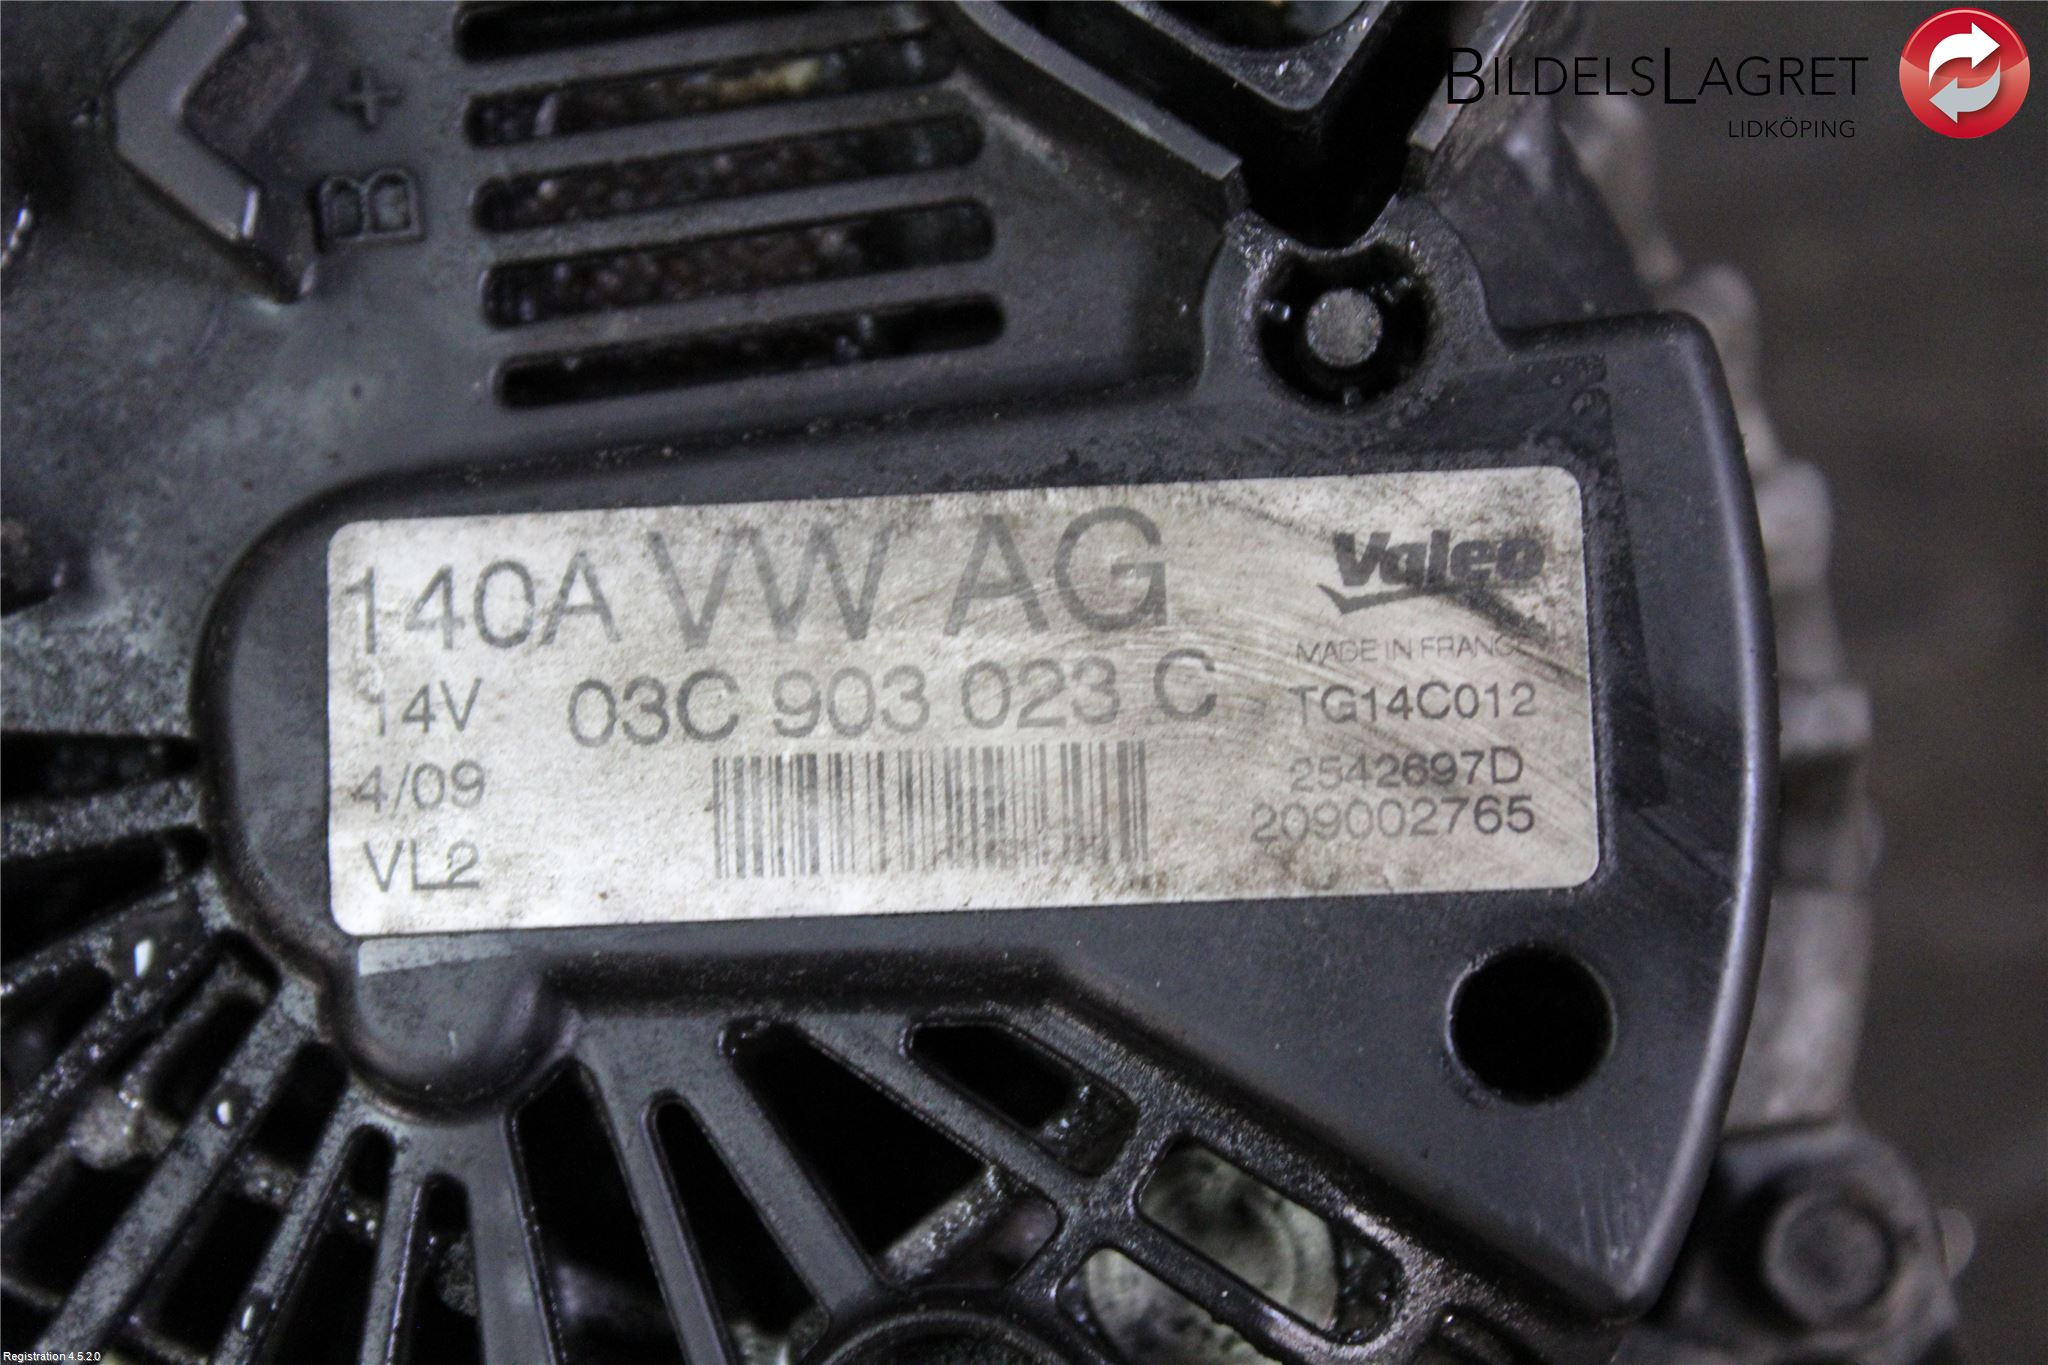 BILDELSLAGRET
LIDKÖPING
B+
140A VW AG
Valeo
MADE IN FRANCE
14V 03C 903 023 C TG14C012
4/09 2542697D
209002765
VL2
Registration 4.5.2.0